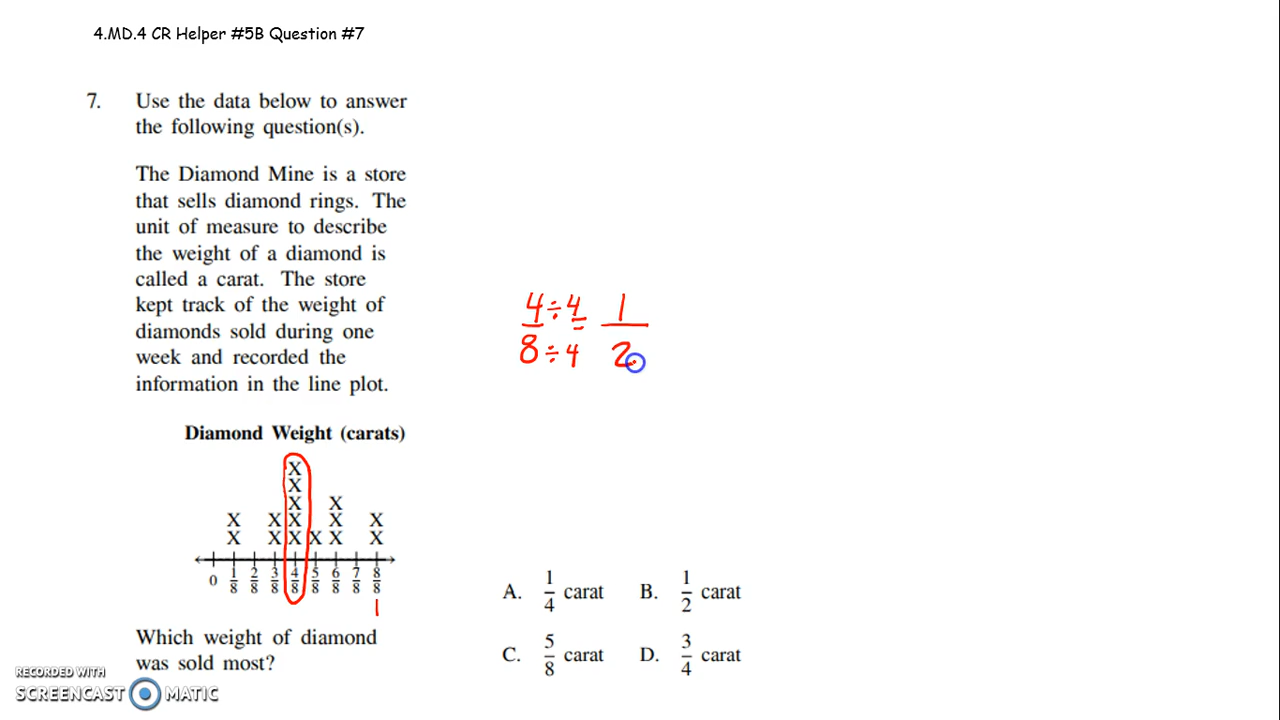 4.MD.4 CR Helper #5B Question #7
7. Use the data below to answer
the following question(s).
The Diamond Mine is a store
that sells diamond rings. The
unit of measure to describe
the weight of a diamond is
called a carat. The store
kept track of the weight of
diamonds sold during one
week and recorded the
information in the line plot.
4 ÷ 4 1
8 ÷ 4 2
Diamond Weight (carats)
X
X
X X
X X X X X
X X X X X X
0 1/8 2/8 3/8 4/8 5/8 6/8 7/8 8/8
1
Which weight of diamond
was sold most?
A. 1/4 carat B. 1/2 carat
C. 5/8 carat D. 3/4 carat
RECORDED WITH
SCREENCAST MATIC